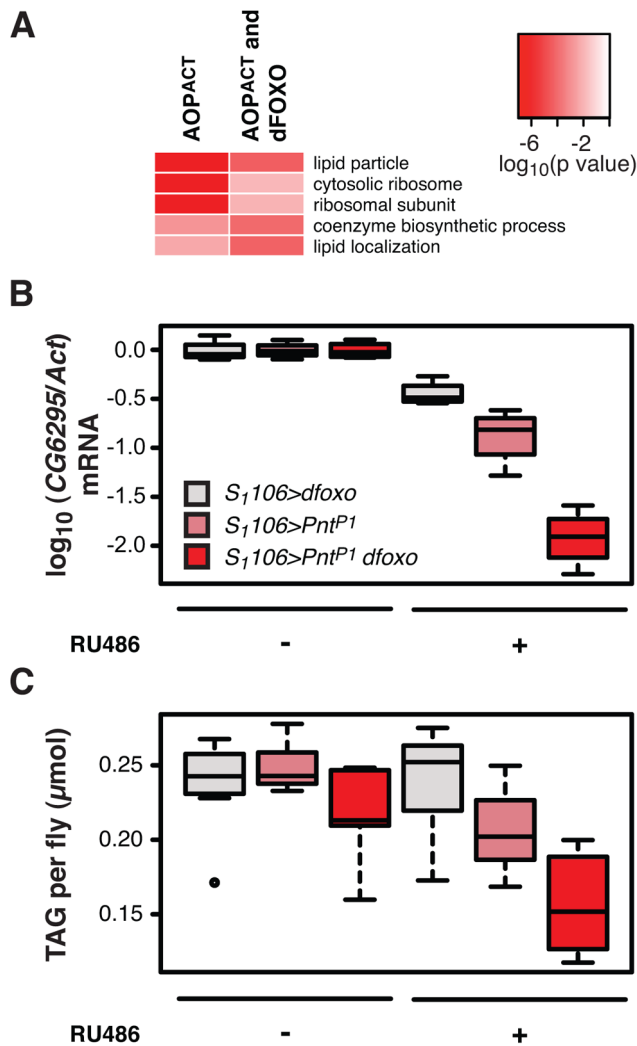 A
AOPACT
AOPACT and
dFOXO
-6 -2
log10(p value)
lipid particle
cytosolic ribosome
ribosomal subunit
coenzyme biosynthetic process
lipid localization
B
log10 (CG6295/Act)
mRNA
0.0
-0.5
-1.0
-1.5
-2.0
S1106>dfoxo
S1106>PntP1
S1106>PntP1 dfoxo
RU486 - +
C
TAG per fly (µmol)
0.25
0.20
0.15
RU486 - +